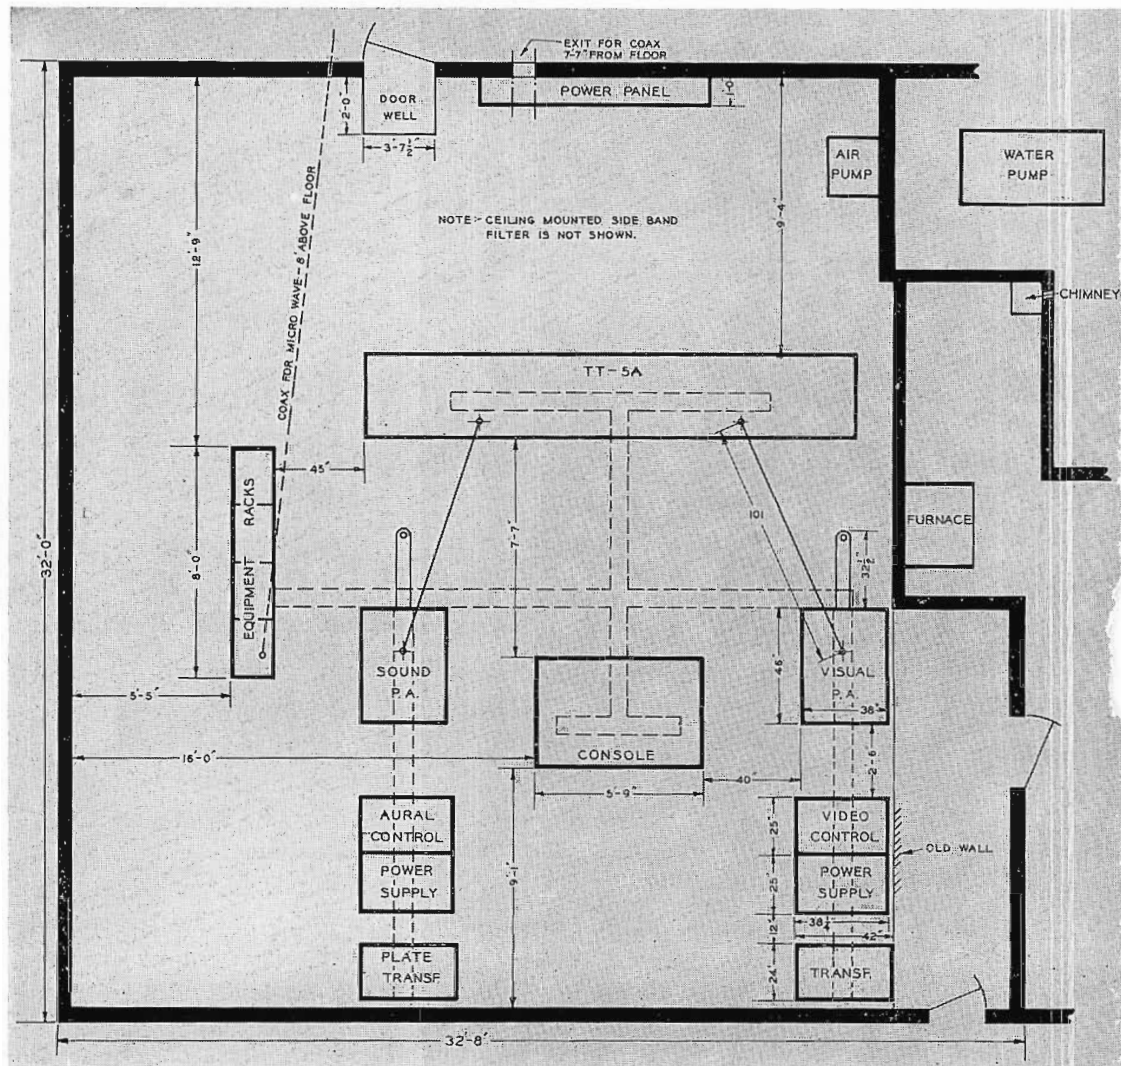 EXIT FOR COAX
7-7" FROM FLOOR
DOOR
WELL
2'-0"
3'-7½"
POWER PANEL
1'-0"
AIR
PUMP
WATER
PUMP
12'-9"
COAX FOR MICRO WAVE - 8' ABOVE FLOOR
NOTE:- CEILING MOUNTED SIDE BAND
FILTER IS NOT SHOWN.
9'-4"
CHIMNEY
TT-5A
45"
EQUIPMENT RACKS
8'-0"
7'-7"
101
32½"
FURNACE
32'-0"
SOUND
P.A.
46"
VISUAL
P.A.
38"
5'-5"
16'-0"
CONSOLE
5'-9"
40"
2'-6"
AURAL
CONTROL
POWER
SUPPLY
PLATE
TRANSF.
9'-1"
25"
VIDEO
CONTROL
OLD WALL
25"
POWER
SUPPLY
38¼"
12"
42"
24"
TRANSF.
32'-8"